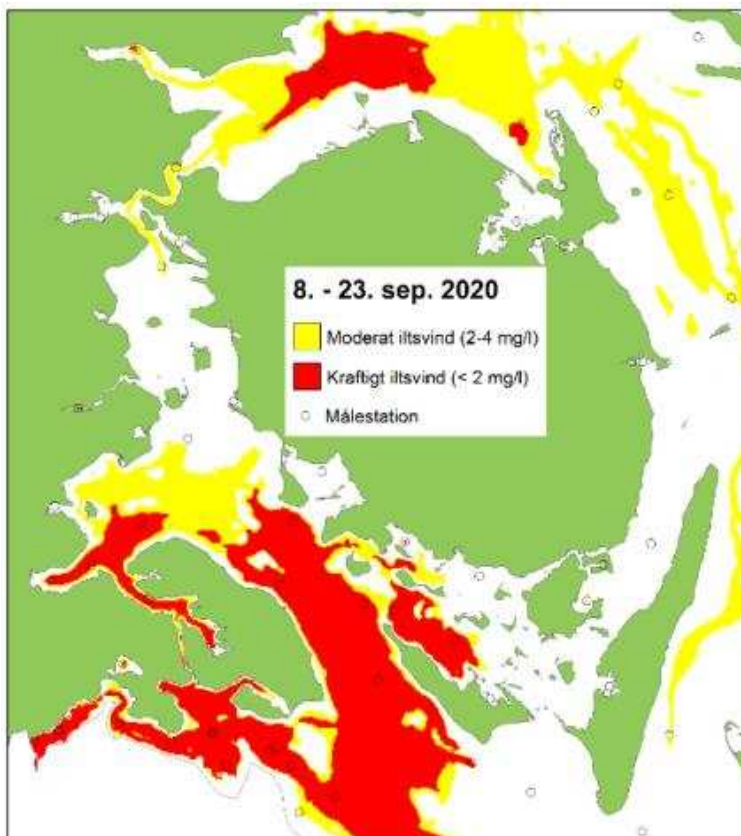 8. - 23. sep. 2020
Moderat iltsvind (2-4 mg/l)
Kraftigt iltsvind (< 2 mg/l)
Målestation